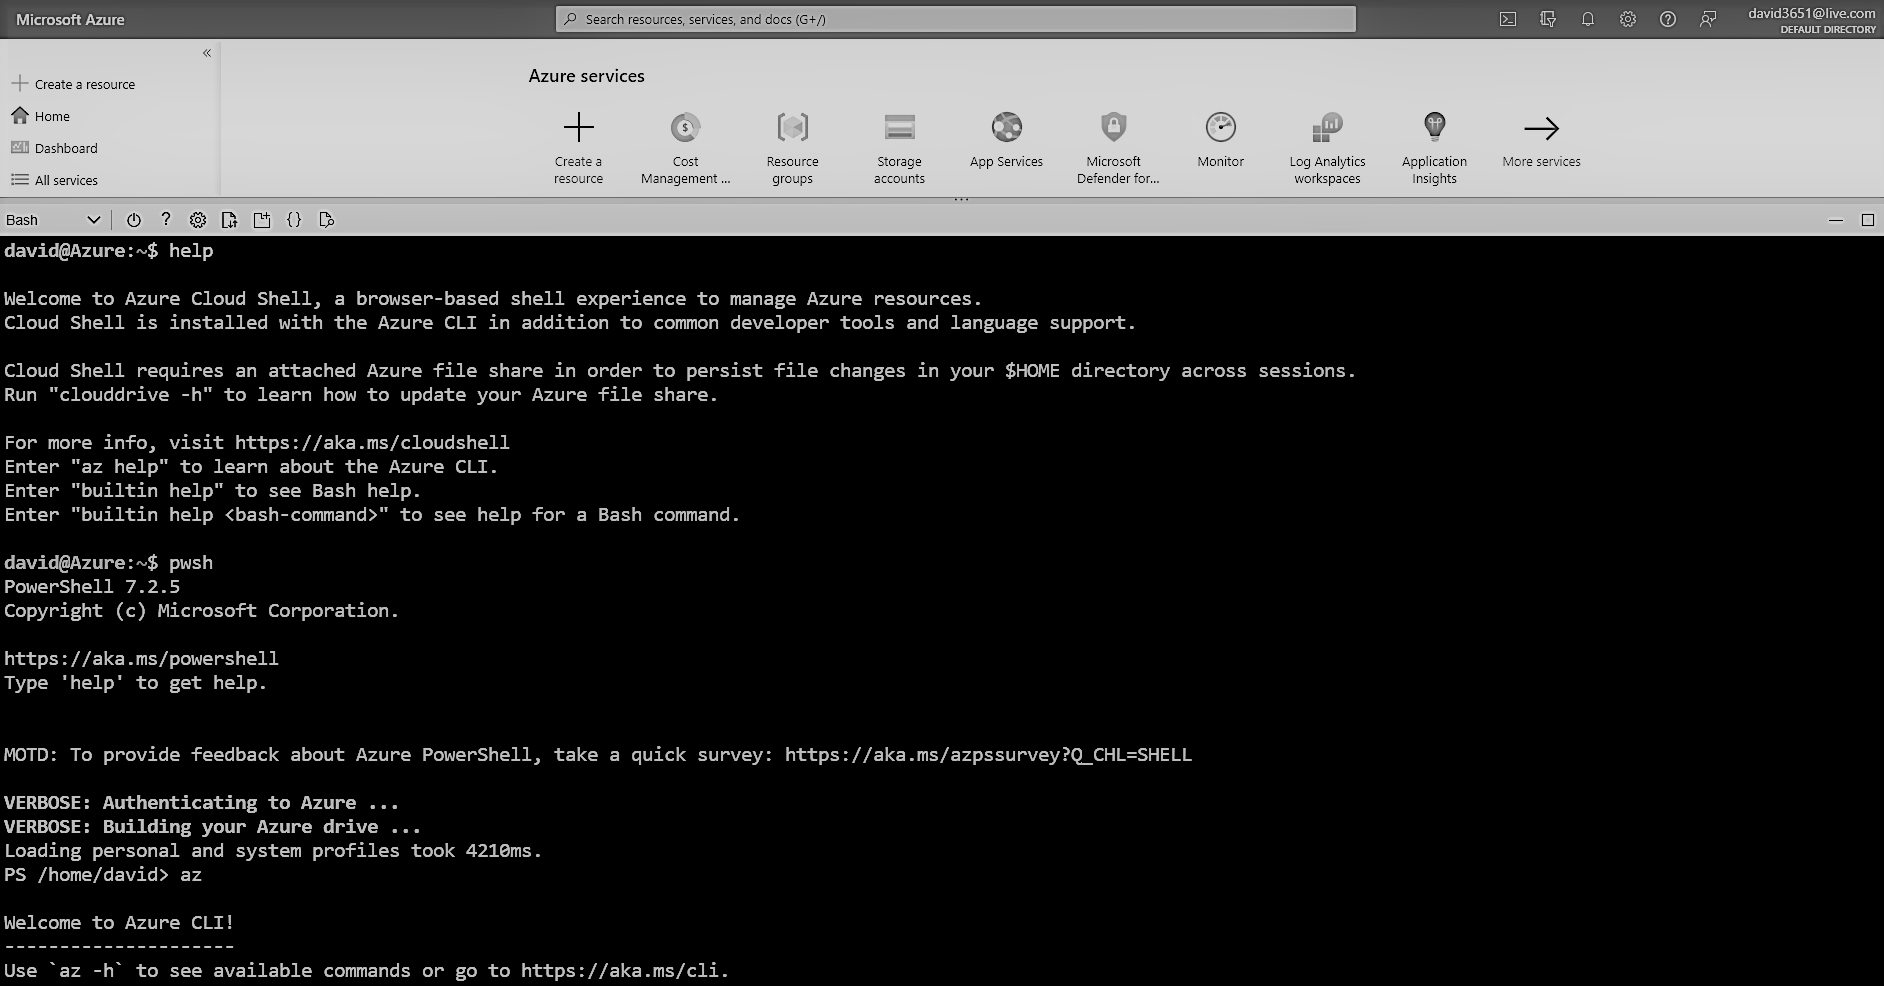 Microsoft Azure
Search resources, services, and docs (G+/)
david3651@live.com
DEFAULT DIRECTORY
«
Create a resource
Home
Dashboard
All services
Azure services
Create a resource
Cost Management ...
Resource groups
Storage accounts
App Services
Microsoft Defender for...
Monitor
Log Analytics workspaces
Application Insights
More services
...
Bash
david@Azure:~$ help
Welcome to Azure Cloud Shell, a browser-based shell experience to manage Azure resources.
Cloud Shell is installed with the Azure CLI in addition to common developer tools and language support.
Cloud Shell requires an attached Azure file share in order to persist file changes in your $HOME directory across sessions.
Run "clouddrive -h" to learn how to update your Azure file share.
For more info, visit https://aka.ms/cloudshell
Enter "az help" to learn about the Azure CLI.
Enter "builtin help" to see Bash help.
Enter "builtin help <bash-command>" to see help for a Bash command.
david@Azure:~$ pwsh
PowerShell 7.2.5
Copyright (c) Microsoft Corporation.
https://aka.ms/powershell
Type 'help' to get help.
MOTD: To provide feedback about Azure PowerShell, take a quick survey: https://aka.ms/azpssurvey?Q_CHL=SHELL
VERBOSE: Authenticating to Azure ...
VERBOSE: Building your Azure drive ...
Loading personal and system profiles took 4210ms.
PS /home/david> az
Welcome to Azure CLI!
---------------------
Use `az -h` to see available commands or go to https://aka.ms/cli.